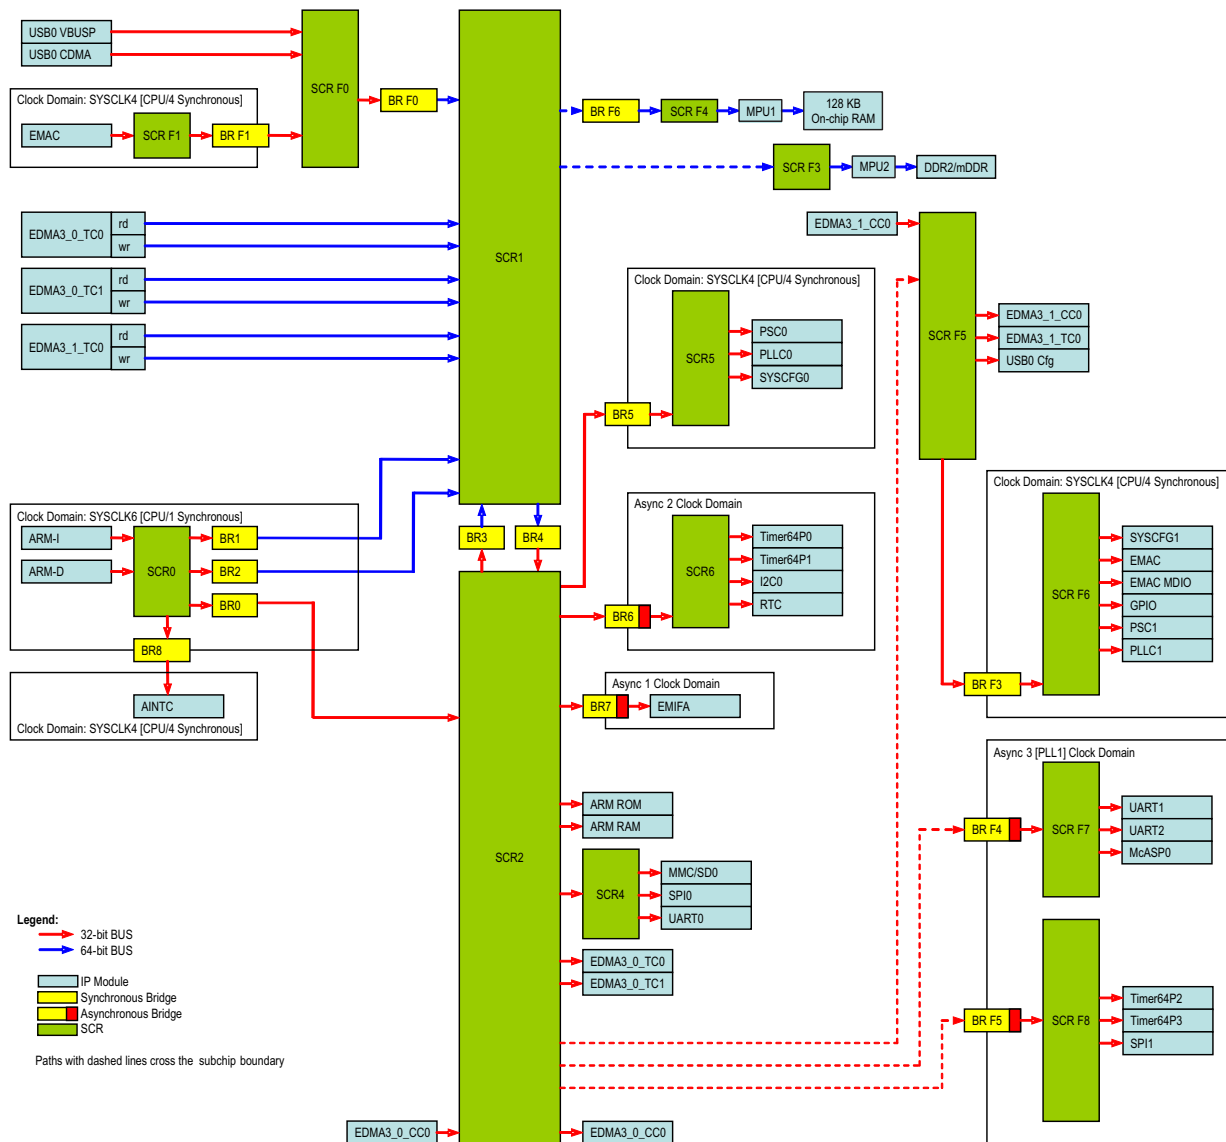 USB0 VBUSP
USB0 CDMA
SCR F0
BR F0
Clock Domain: SYSCLK4 [CPU/4 Synchronous]
EMAC
SCR F1
BR F1
SCR1
BR F6
SCR F4
MPU1
128 KB
On-chip RAM
SCR F3
MPU2
DDR2/mDDR
EDMA3_0_TC0
rd
wr
EDMA3_0_TC1
rd
wr
EDMA3_1_TC0
rd
wr
EDMA3_1_CC0
SCR F5
EDMA3_1_CC0
EDMA3_1_TC0
USB0 Cfg
Clock Domain: SYSCLK4 [CPU/4 Synchronous]
SCR5
PSC0
PLLC0
SYSCFG0
BR5
Clock Domain: SYSCLK6 [CPU/1 Synchronous]
ARM-I
ARM-D
SCR0
BR1
BR2
BR0
BR8
AINTC
Clock Domain: SYSCLK4 [CPU/4 Synchronous]
BR3
BR4
Async 2 Clock Domain
SCR6
Timer64P0
Timer64P1
I2C0
RTC
BR6
Async 1 Clock Domain
BR7
EMIFA
Clock Domain: SYSCLK4 [CPU/4 Synchronous]
SCR F6
SYSCFG1
EMAC
EMAC MDIO
GPIO
PSC1
PLLC1
BR F3
SCR2
ARM ROM
ARM RAM
SCR4
MMC/SD0
SPI0
UART0
EDMA3_0_TC0
EDMA3_0_TC1
Async 3 [PLL1] Clock Domain
BR F4
SCR F7
UART1
UART2
McASP0
BR F5
SCR F8
Timer64P2
Timer64P3
SPI1
Legend:
32-bit BUS
64-bit BUS
IP Module
Synchronous Bridge
Asynchronous Bridge
SCR
Paths with dashed lines cross the subchip boundary
EDMA3_0_CC0
EDMA3_0_CC0